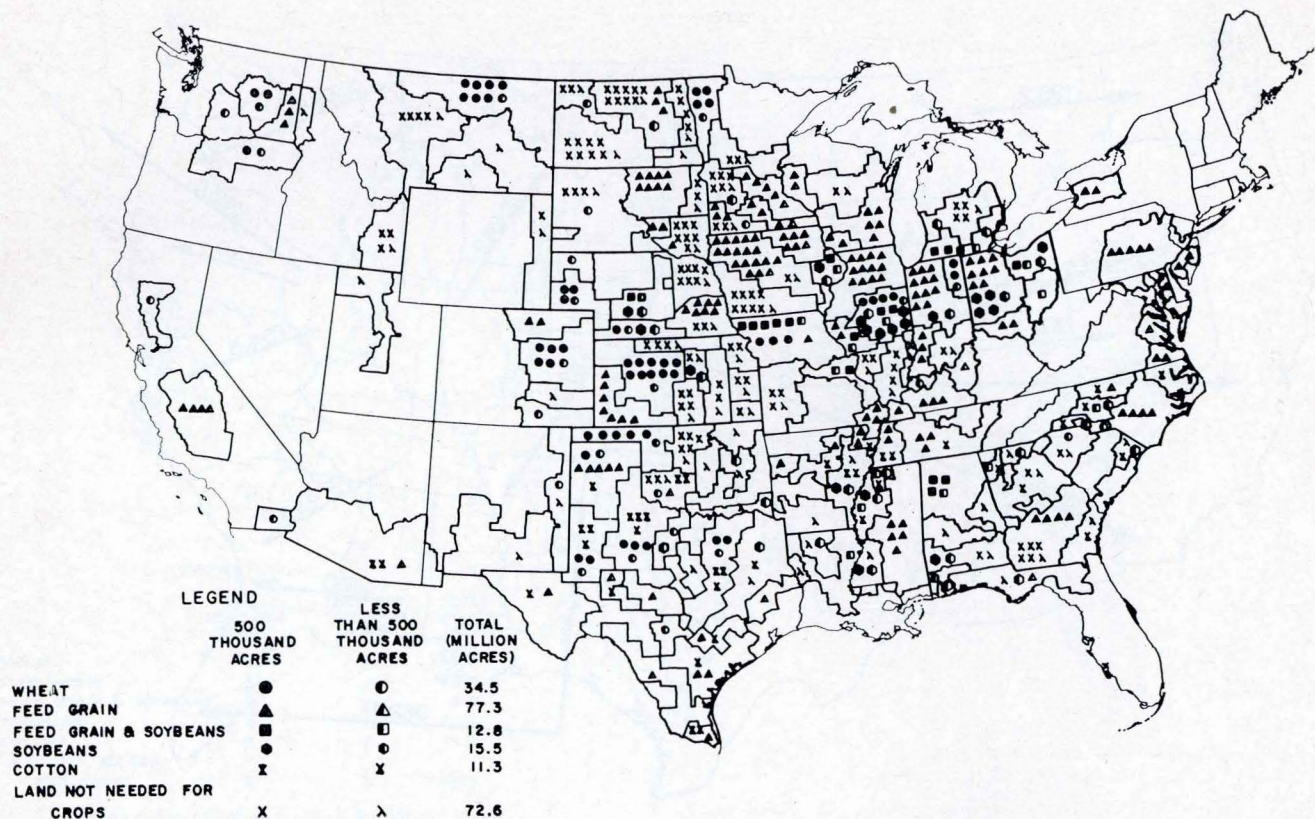 LEGEND
500 THOUSAND ACRES
LESS THAN 500 THOUSAND ACRES
TOTAL (MILLION ACRES)
WHEAT ● ◐ 34.5
FEED GRAIN ▲ 77.3
FEED GRAIN & SOYBEANS ■ 12.8
SOYBEANS 15.5
COTTON 11.3
LAND NOT NEEDED FOR
CROPS X λ 72.6